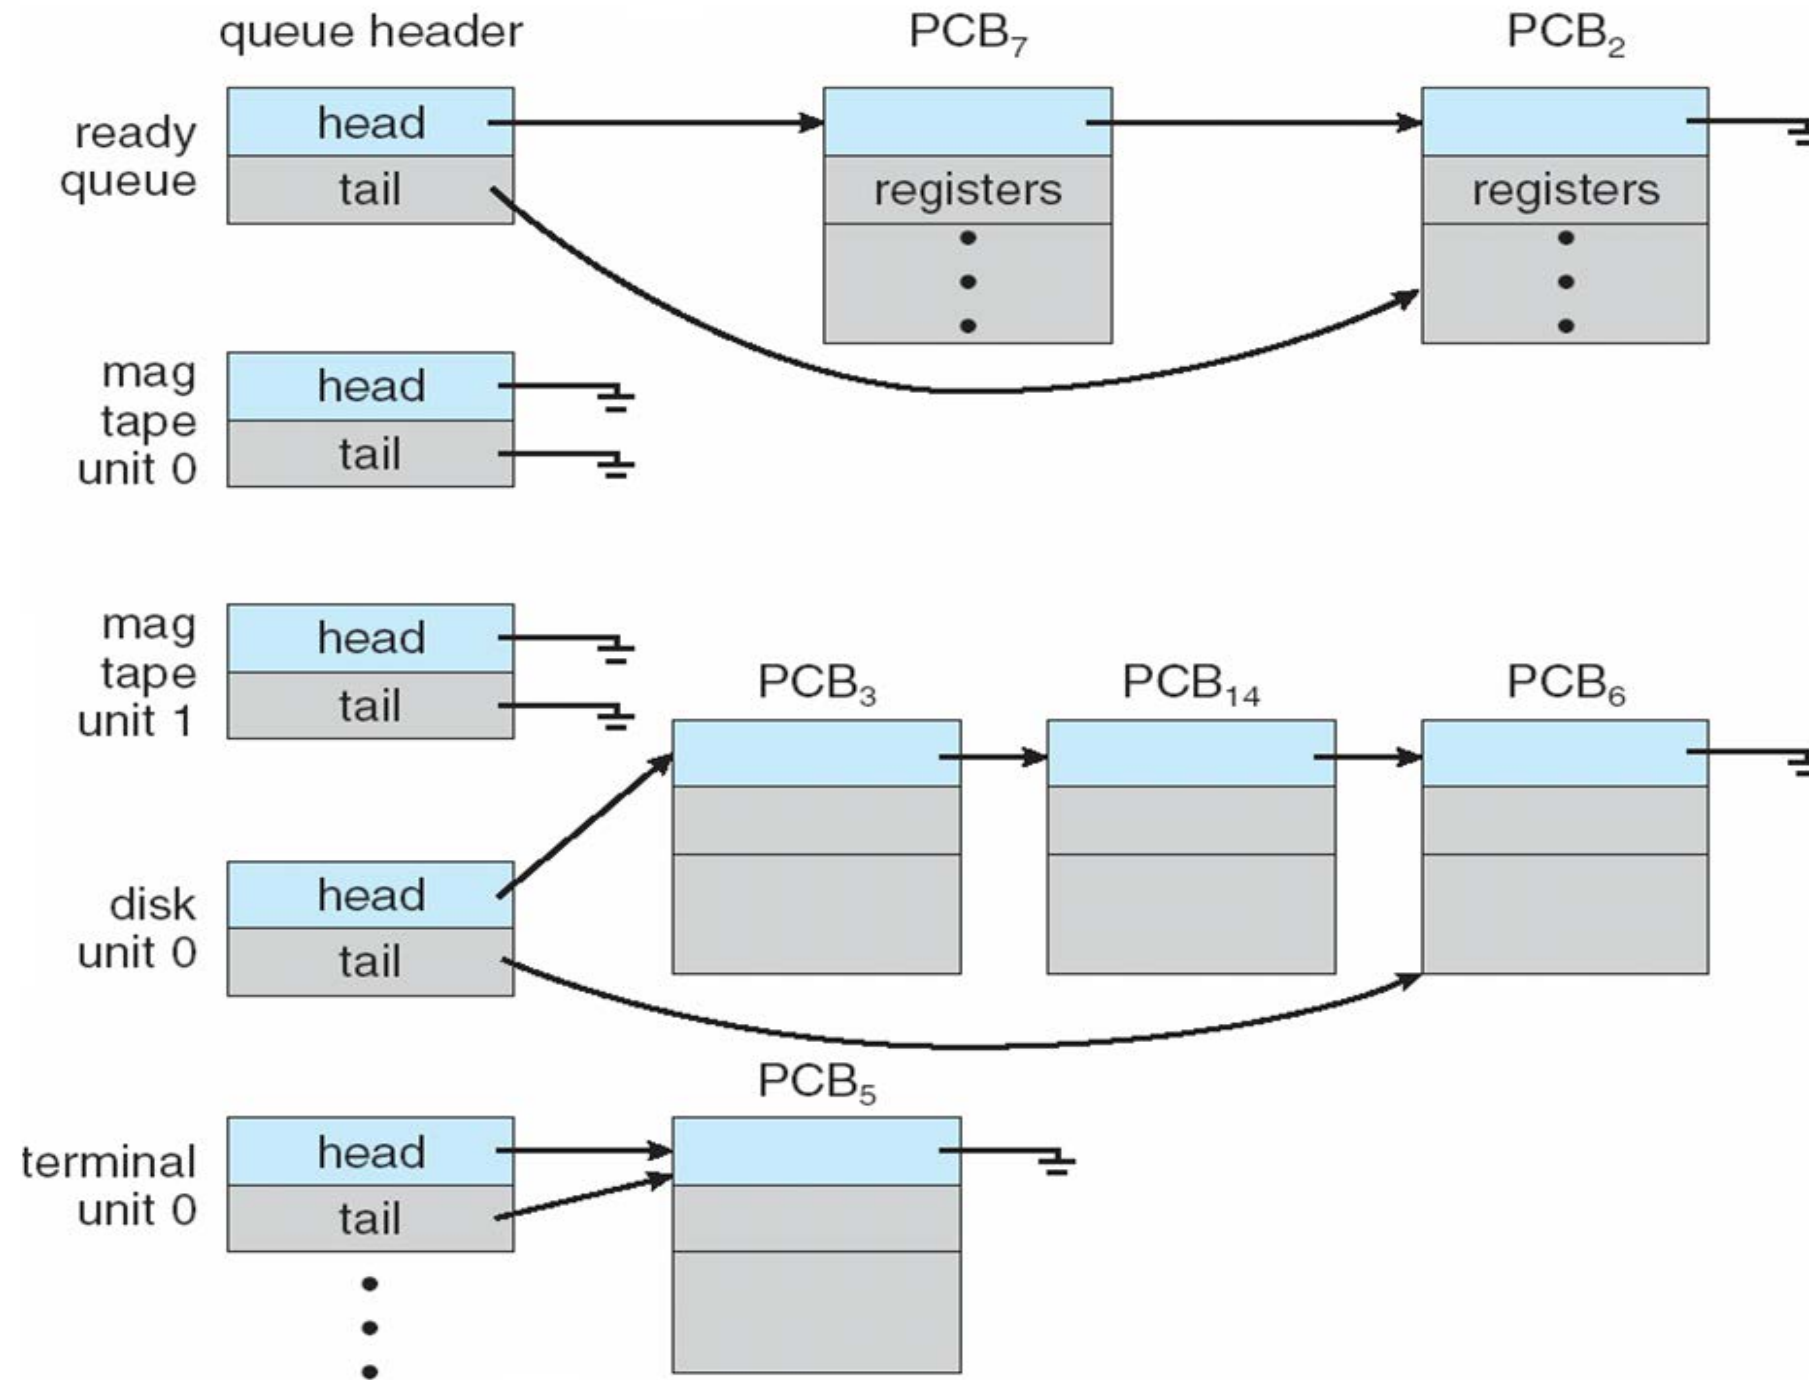 queue header
PCB₇
PCB₂
ready
queue
head
tail
registers
registers
mag
tape
unit 0
head
tail
mag
tape
unit 1
head
tail
PCB₃
PCB₁₄
PCB₆
disk
unit 0
head
tail
PCB₅
terminal
unit 0
head
tail